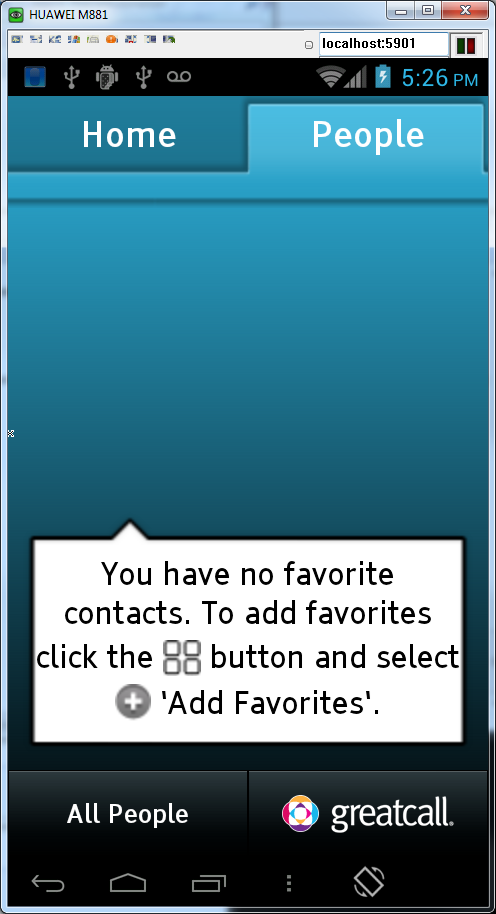 HUAWEI M881
localhost:5901
5:26 PM
Home People
You have no favorite
contacts. To add favorites
click the button and select
‘Add Favorites‘.
All People greatcall.